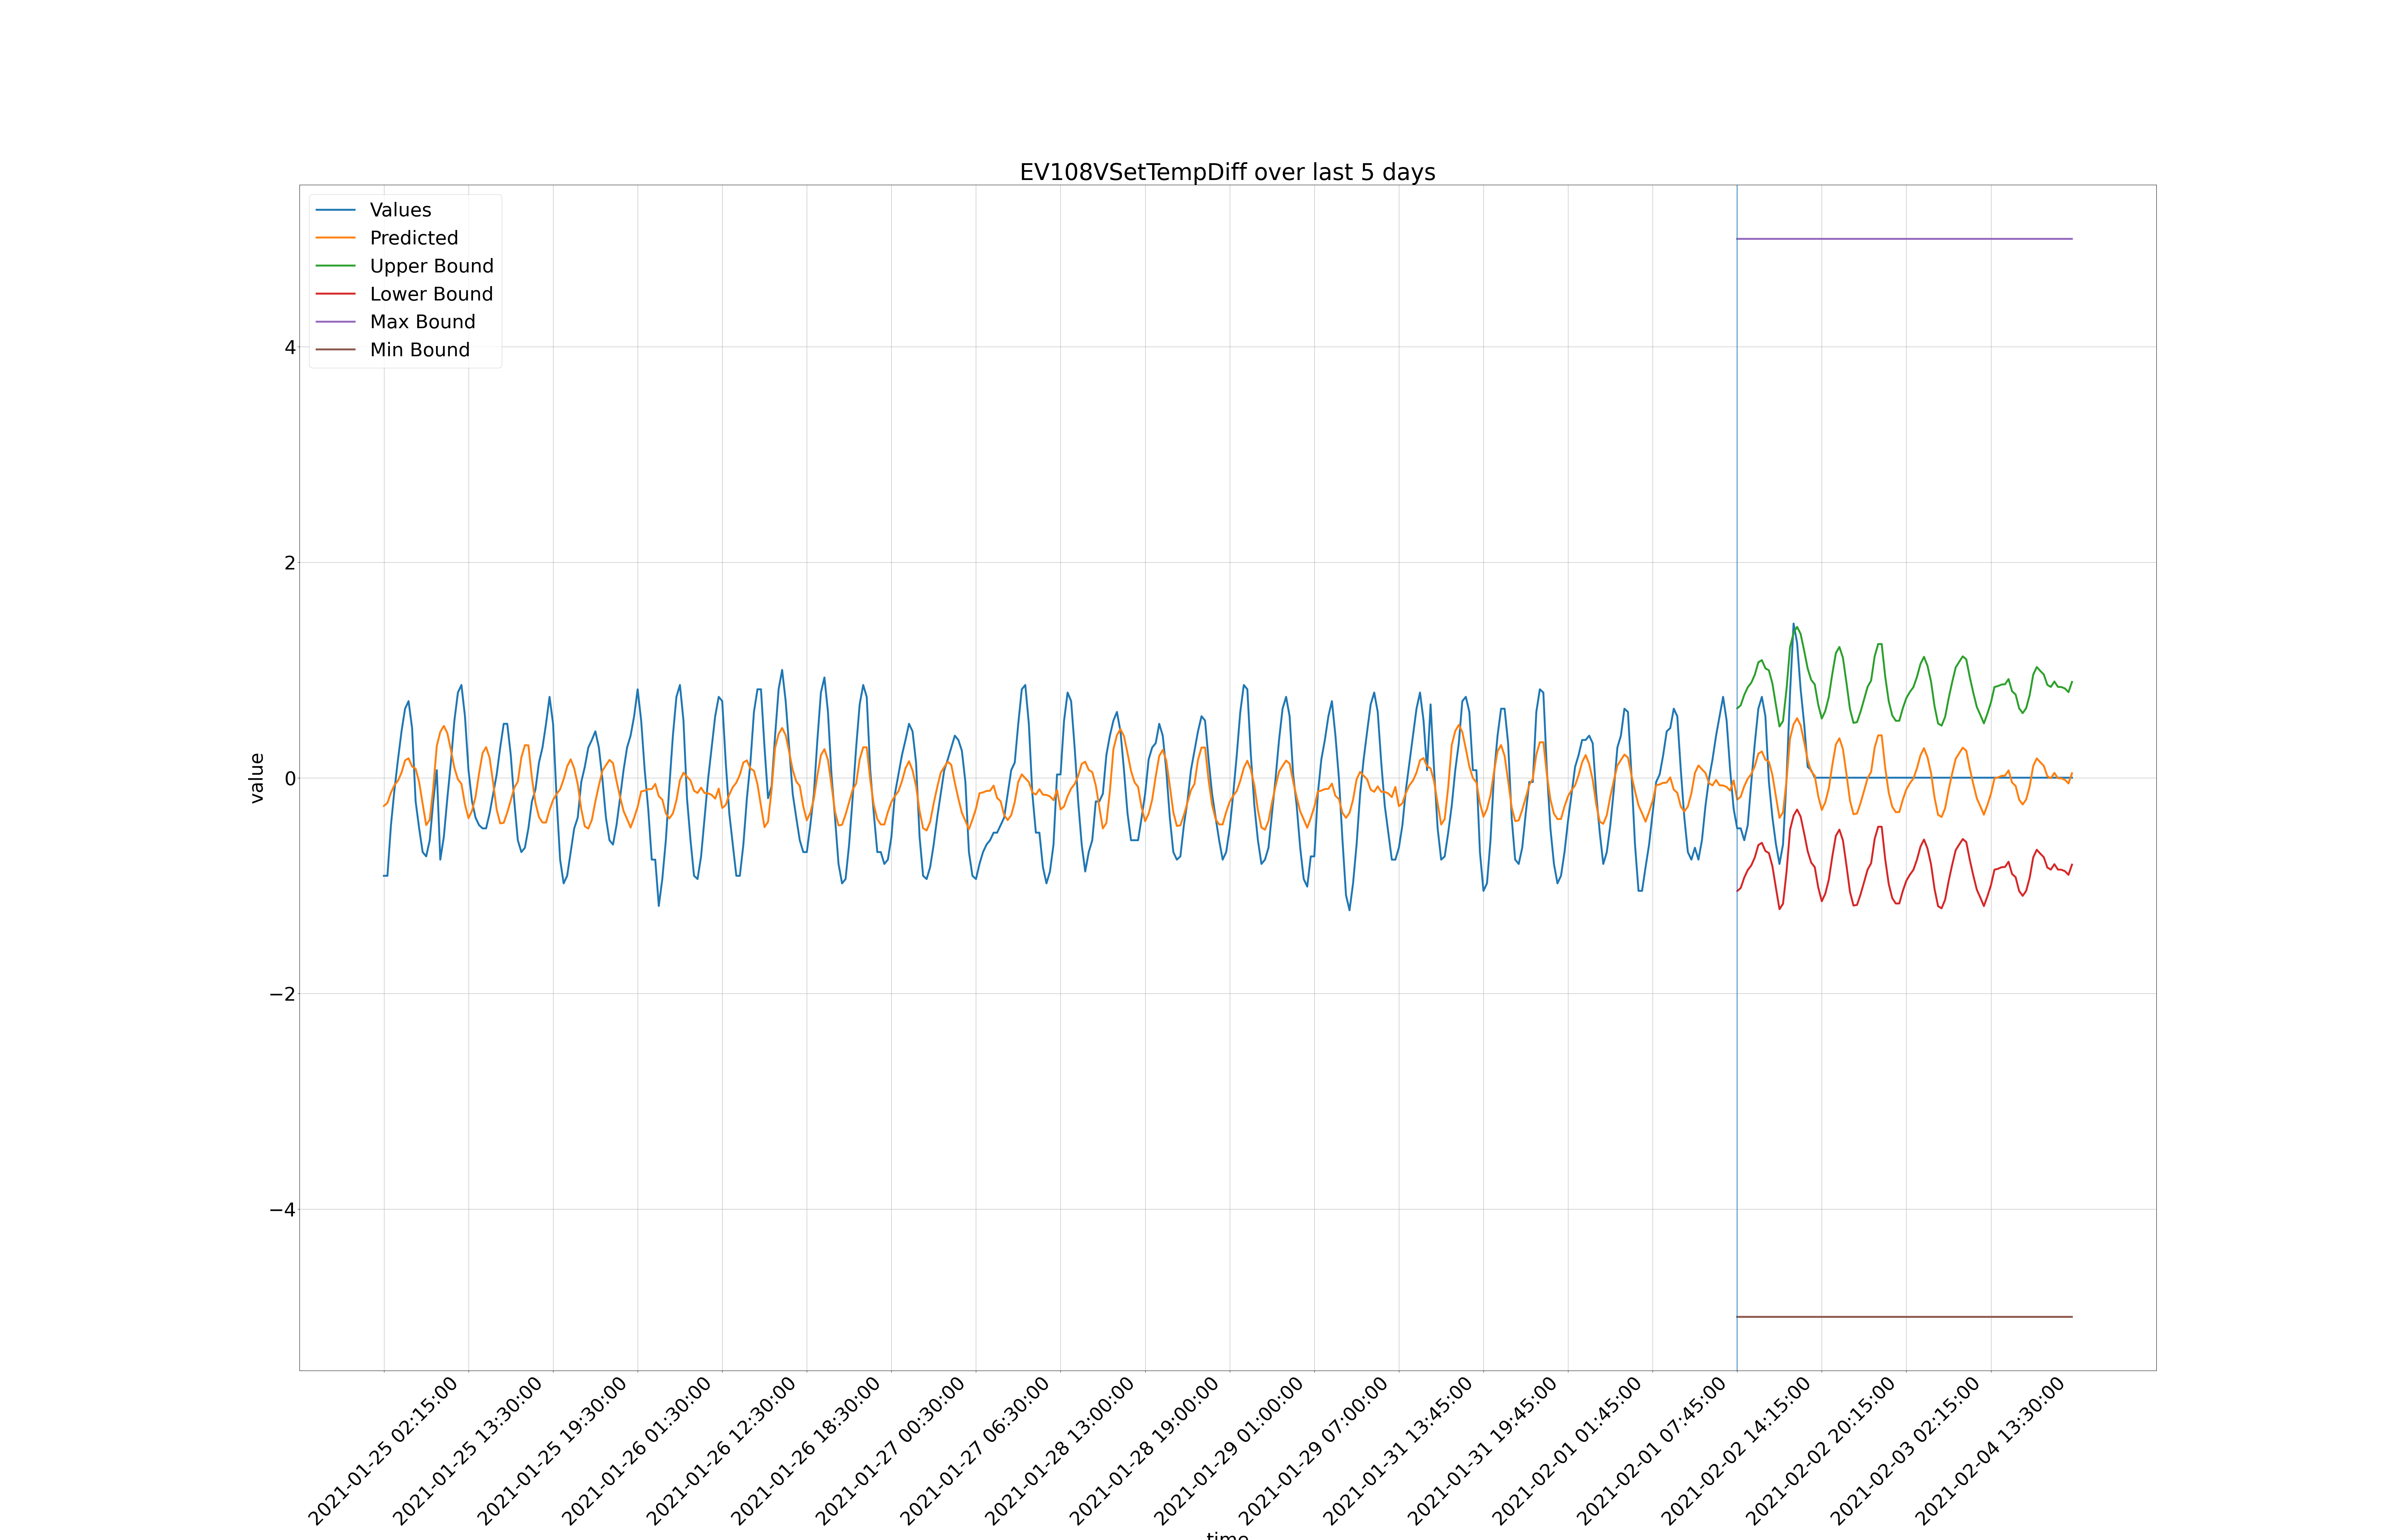 EV108VSetTempDiff over last 5 days
Values
Predicted
Upper Bound
Lower Bound
Max Bound
Min Bound
value
4
2
0
−2
−4
2021-01-25 02:15:00
2021-01-25 13:30:00
2021-01-25 19:30:00
2021-01-26 01:30:00
2021-01-26 12:30:00
2021-01-26 18:30:00
2021-01-27 00:30:00
2021-01-27 06:30:00
2021-01-28 13:00:00
2021-01-28 19:00:00
2021-01-29 01:00:00
2021-01-29 07:00:00
2021-01-31 13:45:00
2021-01-31 19:45:00
2021-02-01 01:45:00
2021-02-01 07:45:00
2021-02-02 14:15:00
2021-02-02 20:15:00
2021-02-03 02:15:00
2021-02-04 13:30:00
time